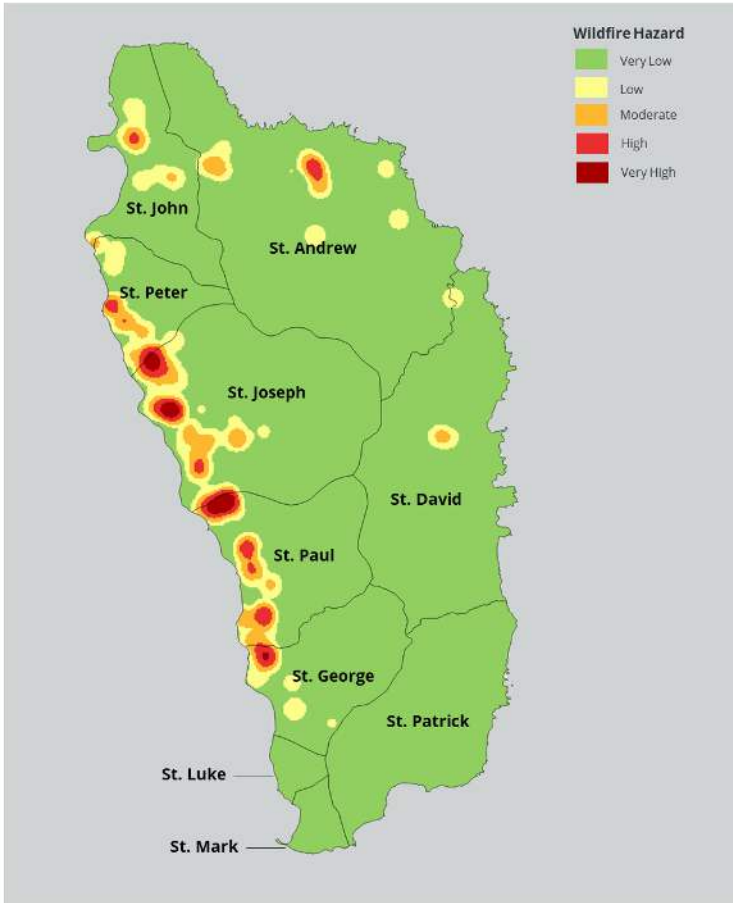 Wildfire Hazard
Very Low
Low
Moderate
High
Very High
St. John
St. Andrew
St. Peter
St. Joseph
St. David
St. Paul
St. George
St. Patrick
St. Luke
St. Mark